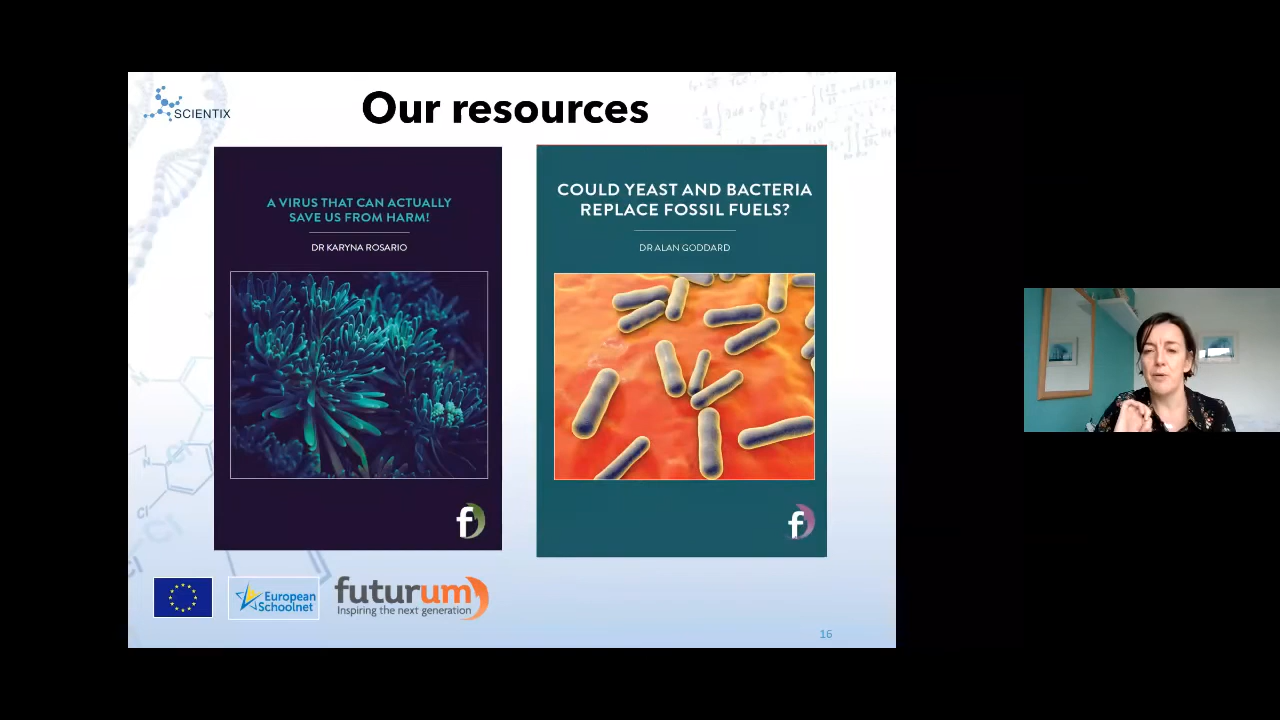 SCIENTIX
Our resources
A VIRUS THAT CAN ACTUALLY
SAVE US FROM HARM!
DR KARYNA ROSARIO
COULD YEAST AND BACTERIA
REPLACE FOSSIL FUELS?
DR ALAN GODDARD
f
f
European
Schoolnet
futurum
Inspiring the next generation
16